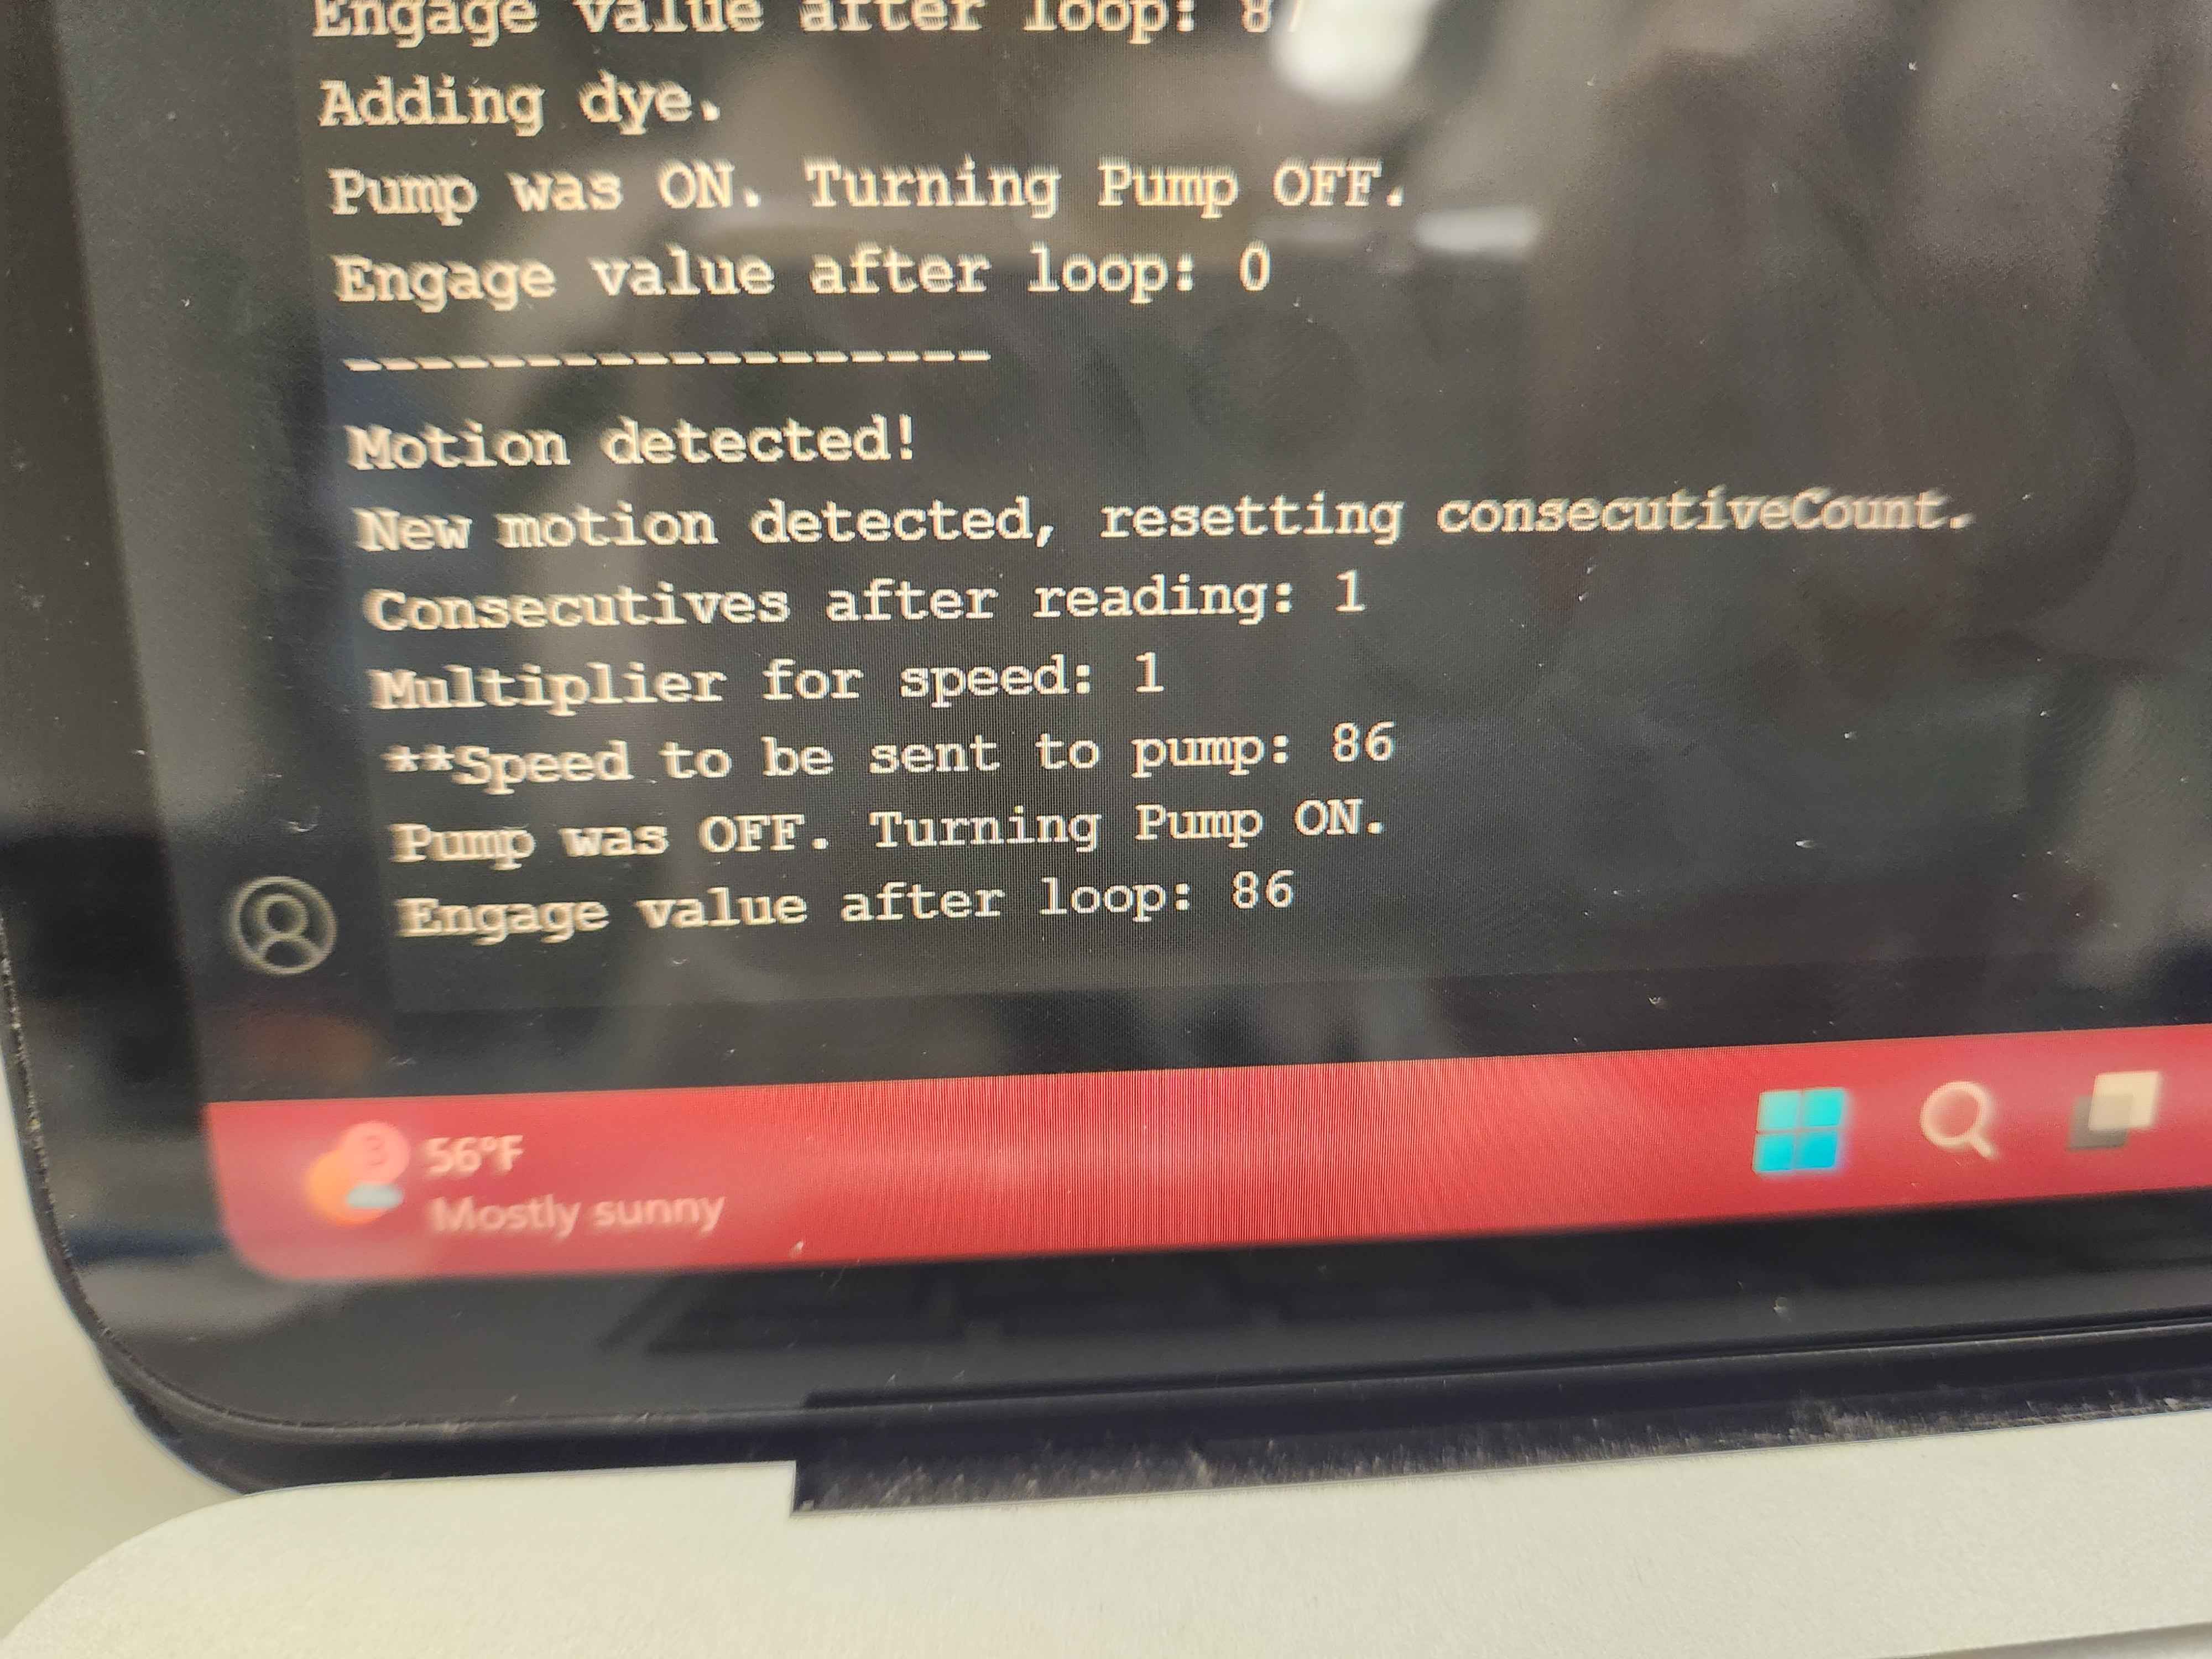 Engage value after loop: 87
Adding dye.
Pump was ON. Turning Pump OFF.
Engage value after loop: 0
-------------------
Motion detected!
New motion detected, resetting consecutiveCount.
Consecutives after reading: 1
Multiplier for speed: 1
**Speed to be sent to pump: 86
Pump was OFF. Turning Pump ON.
Engage value after loop: 86
3
56°F
Mostly sunny